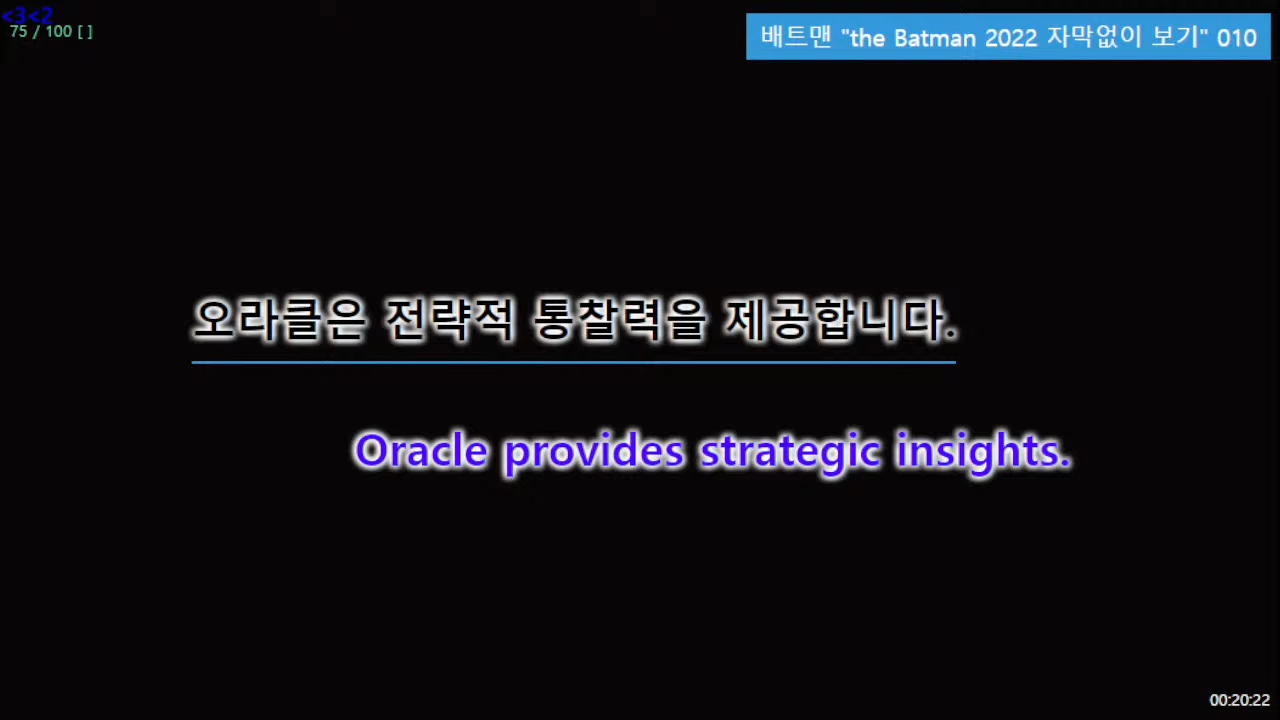 <3<2
75 / 100 [ ]
배트맨 "the Batman 2022 자막없이 보기" 010
오라클은 전략적 통찰력을 제공합니다.
Oracle provides strategic insights.
00:20:22